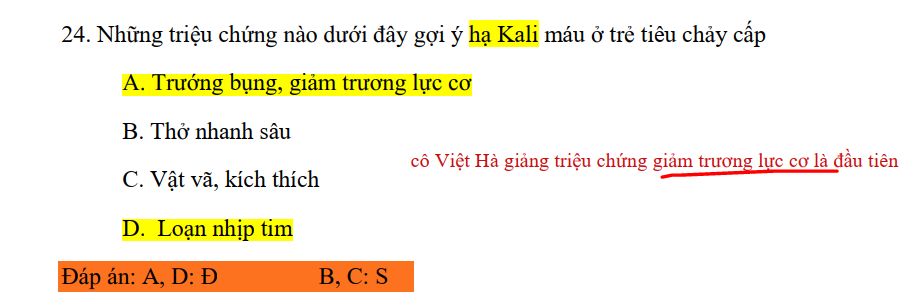 24. Những triệu chứng nào dưới đây gợi ý hạ Kali máu ở trẻ tiêu chảy cấp
A. Trướng bụng, giảm trương lực cơ
B. Thở nhanh sâu
cô Việt Hà giảng triệu chứng giảm trương lực cơ là đầu tiên
C. Vật vã, kích thích
D. Loạn nhịp tim
Đáp án: A, D: Đ B, C: S